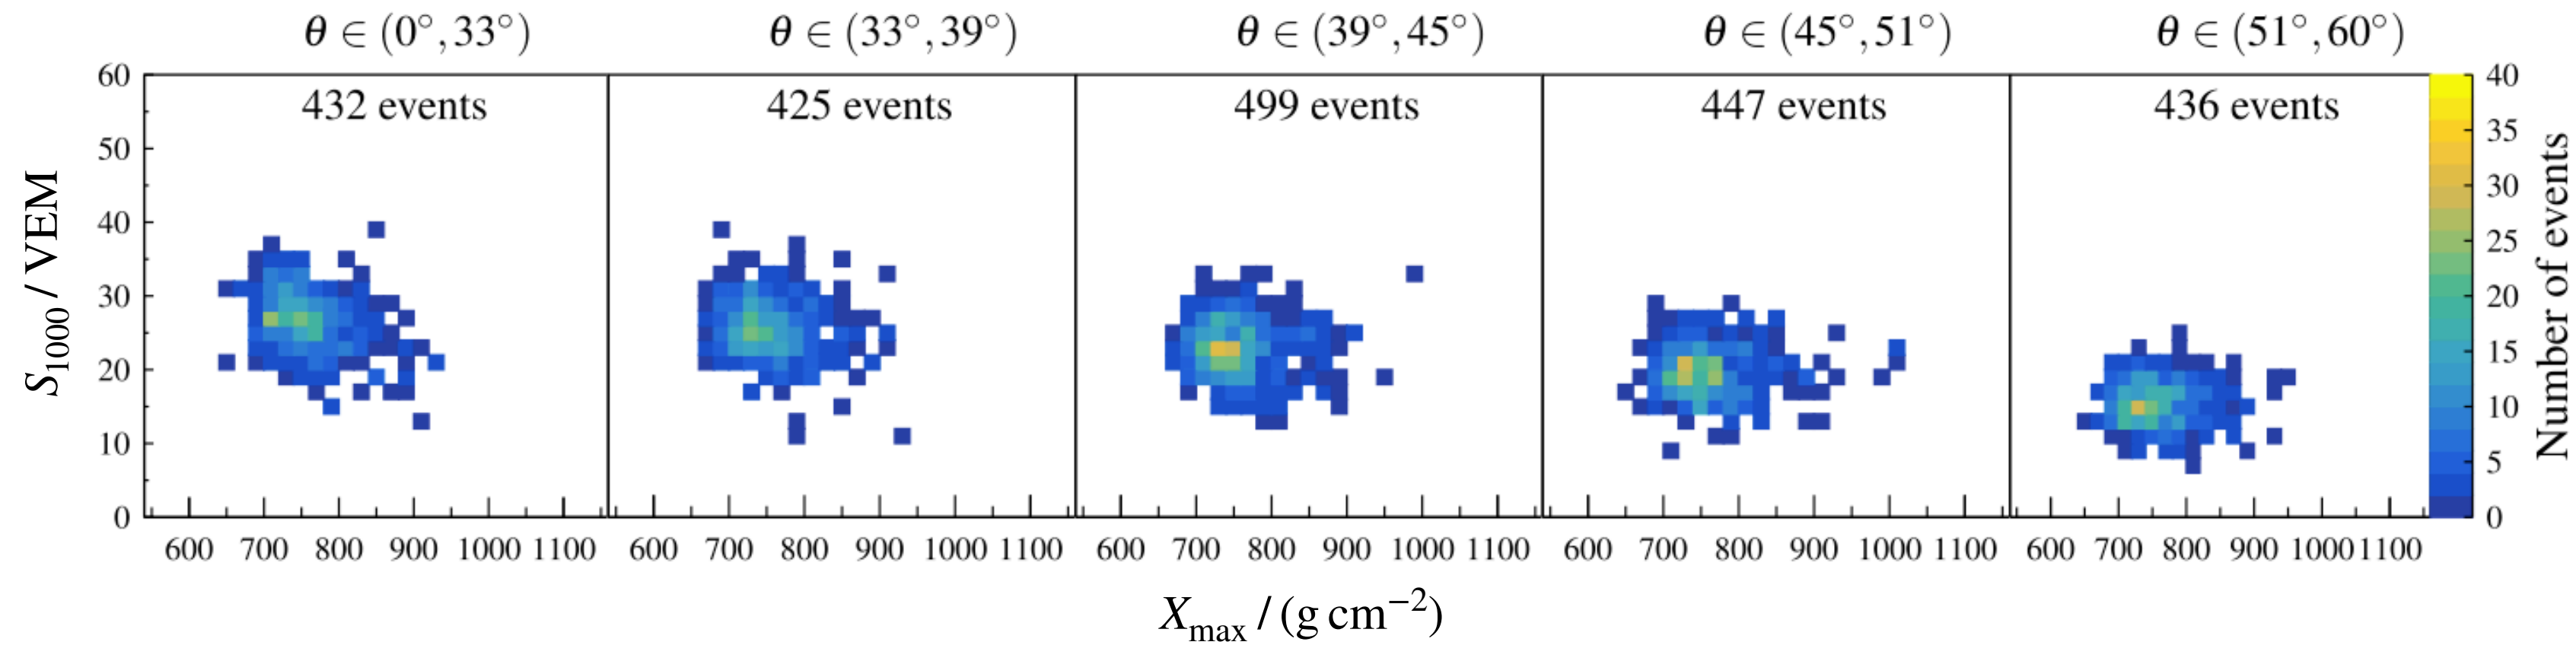 θ ∈ (0°, 33°) θ ∈ (33°, 39°) θ ∈ (39°, 45°) θ ∈ (45°, 51°) θ ∈ (51°, 60°)
432 events 425 events 499 events 447 events 436 events
60
50
40
30
20
10
0
S1000 / VEM
600 700 800 900 1000 1100 600 700 800 900 1000 1100 600 700 800 900 1000 1100 600 700 800 900 1000 1100 600 700 800 900 1000 1100
Xmax / (g cm−2)
40
35
30
25
20
15
10
5
0
Number of events